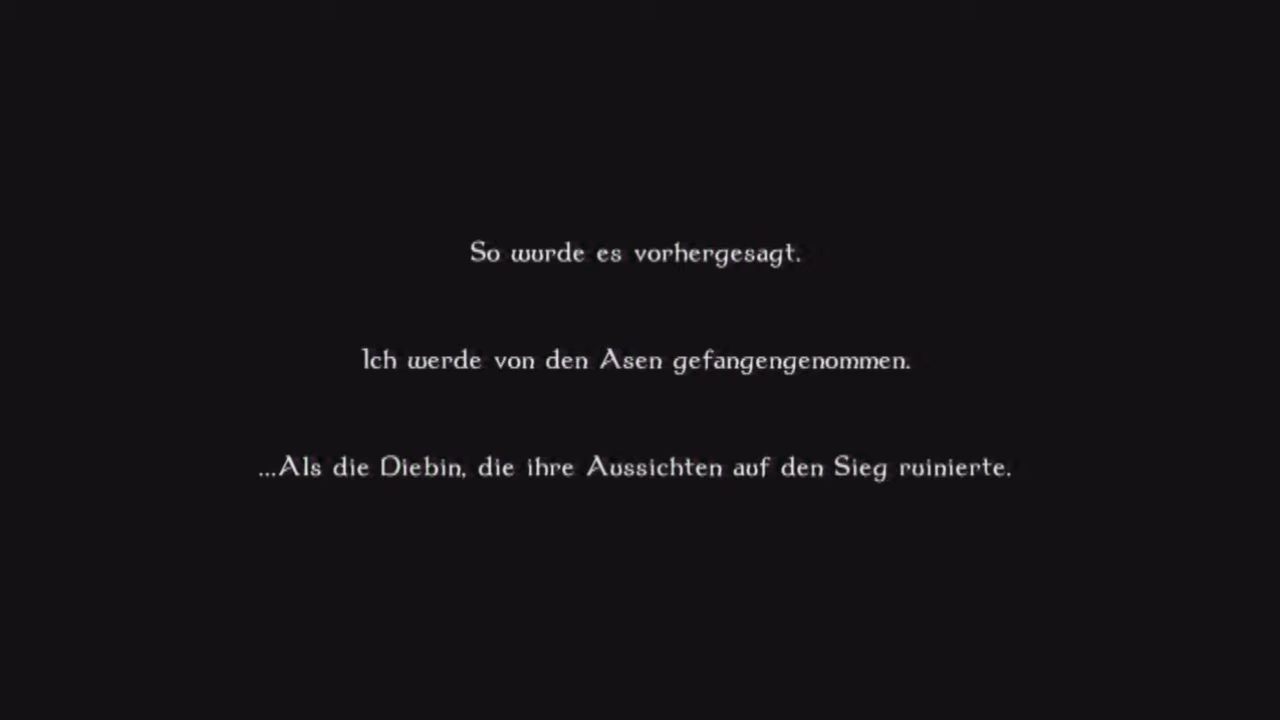 So wurde es vorhergesagt.
Ich werde von den Asen gefangengenommen.
...Als die Diebin, die ihre Aussichten auf den Sieg ruinierte.